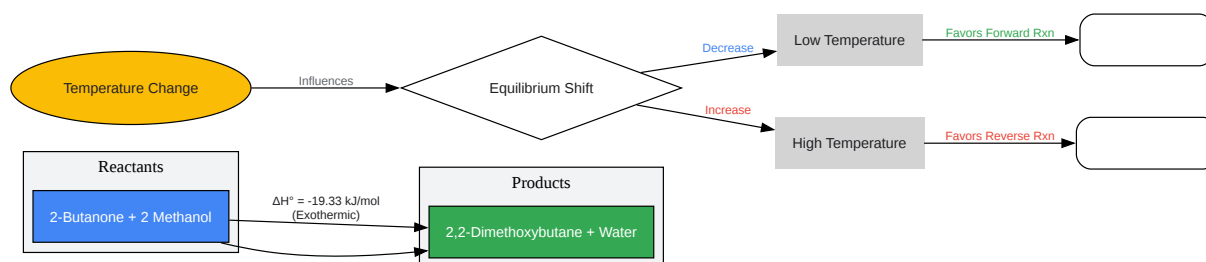 Temperature Change
Influences
Equilibrium Shift
Decrease
Low Temperature
Favors Forward Rxn
Increase
High Temperature
Favors Reverse Rxn
Reactants
2-Butanone + 2 Methanol
ΔH° = -19.33 kJ/mol
(Exothermic)
Products
2,2-Dimethoxybutane + Water